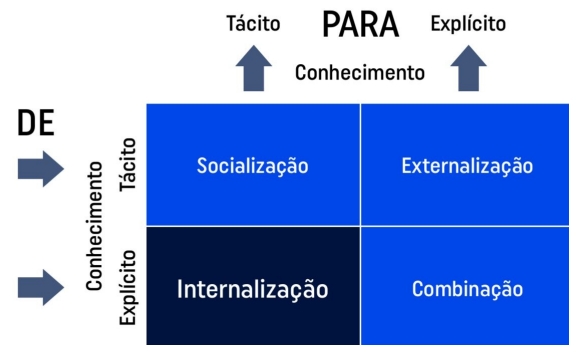 Tácito PARA Explícito
Conhecimento
DE
Conhecimento
Tácito
Socialização Externalização
Explícito
Internalização Combinação